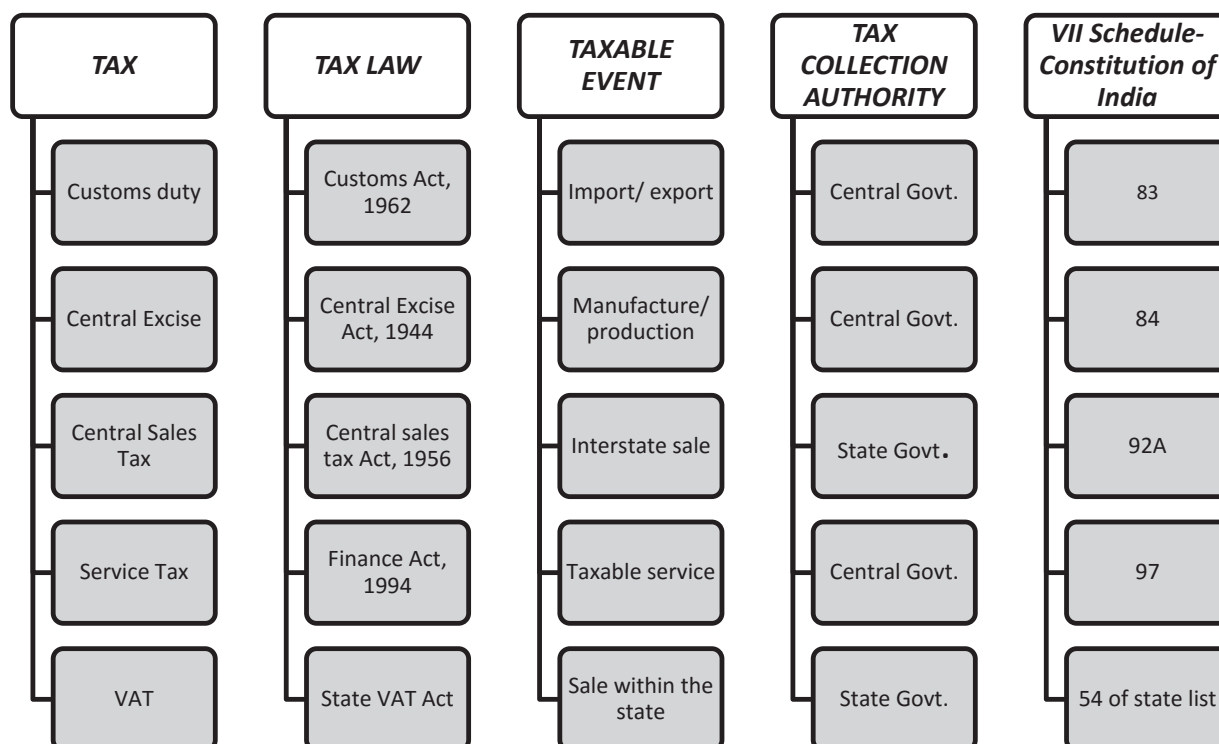 TAX
Customs duty
Central Excise
Central Sales
Tax
Service Tax
VAT
TAX LAW
Customs Act,
1962
Central Excise
Act, 1944
Central sales
tax Act, 1956
Finance Act,
1994
State VAT Act
TAXABLE
EVENT
Import/ export
Manufacture/
production
Interstate sale
Taxable service
Sale within the
state
TAX
COLLECTION
AUTHORITY
Central Govt.
Central Govt.
State Govt.
Central Govt.
State Govt.
VII Schedule-
Constitution of
India
83
84
92A
97
54 of state list